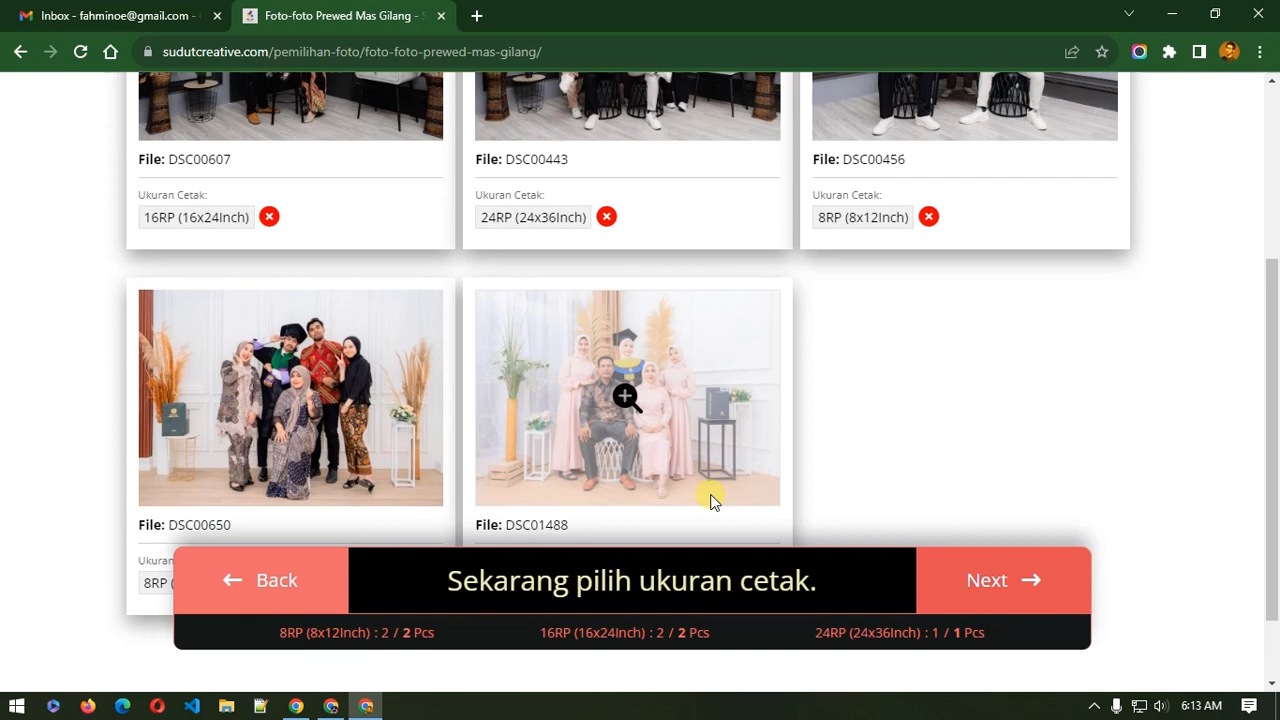 Inbox - fahminoe@gmail.com -
Foto-foto Prewed Mas Gilang -
sudutcreative.com/pemilihan-foto/foto-foto-prewed-mas-gilang/
File: DSC00607
File: DSC00443
File: DSC00456
Ukuran Cetak:
Ukuran Cetak:
Ukuran Cetak:
16RP (16x24Inch)
24RP (24x36Inch)
8RP (8x12Inch)
File: DSC00650
File: DSC01488
Ukuran
8RP (
Back
Sekarang pilih ukuran cetak.
Next
8RP (8x12Inch) : 2 / 2 Pcs
16RP (16x24Inch) : 2 / 2 Pcs
24RP (24x36Inch) : 1 / 1 Pcs
6:13 AM